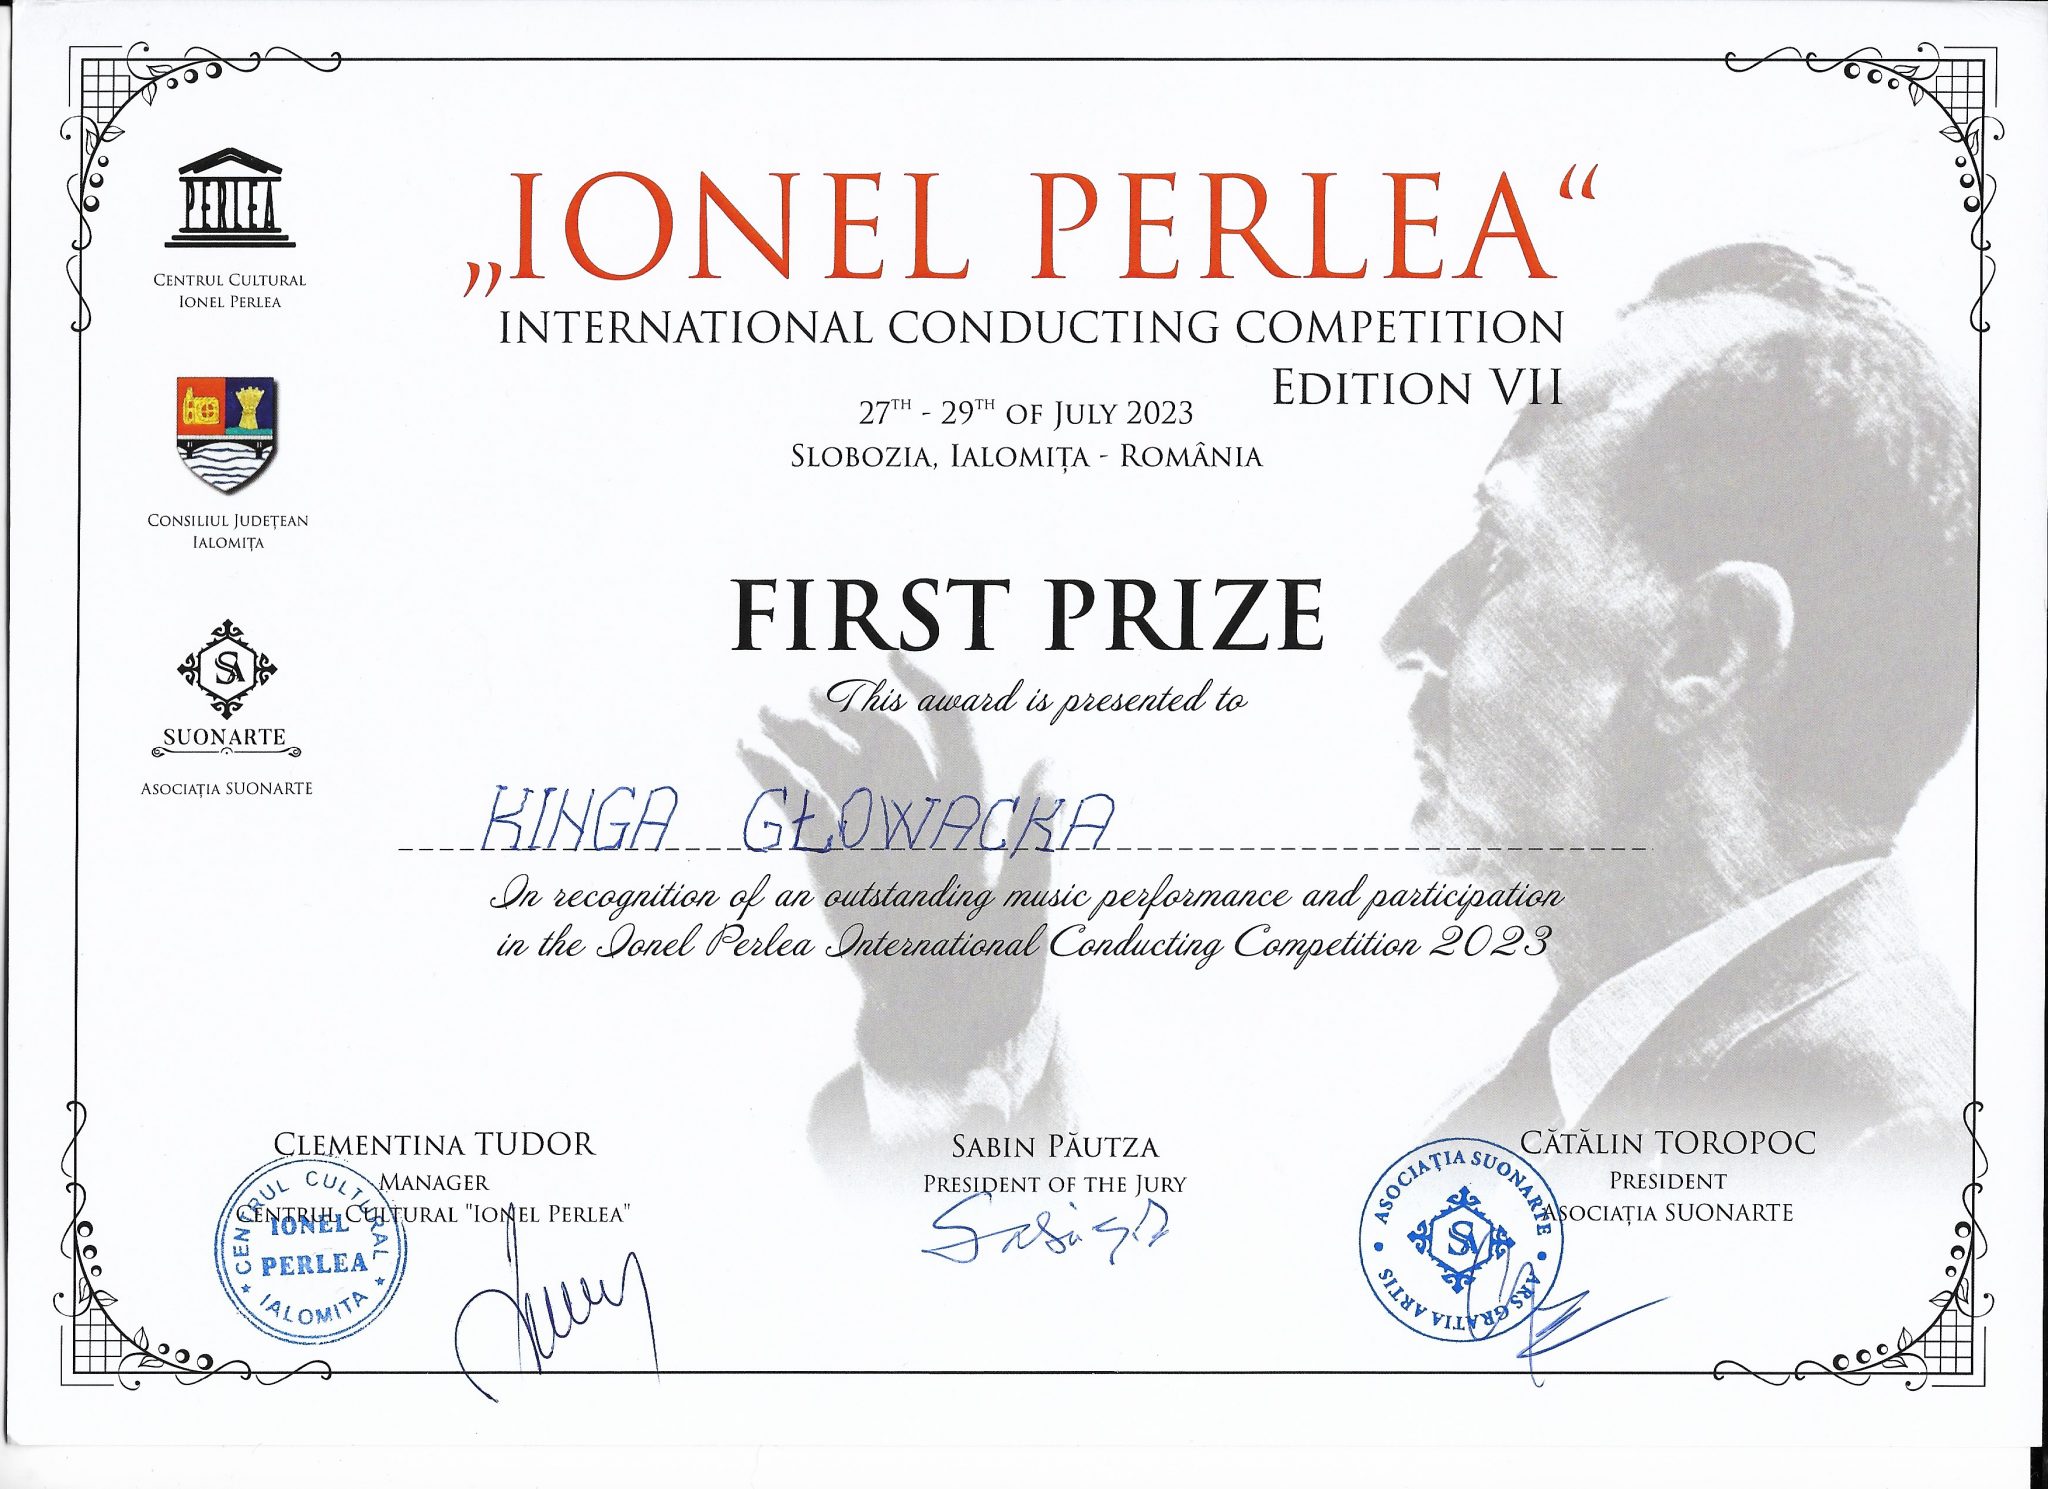 PERLEA
Centrul Cultural
Ionel Perlea
Consiliul Județean
Ialomița
SA
SUONARTE
Asociația SUONARTE
„IONEL PERLEA“
INTERNATIONAL CONDUCTING COMPETITION
Edition VII
27TH - 29TH of July 2023
Slobozia, Ialomița - România
FIRST PRIZE
This award is presented to
KINGA GŁOWACKA
In recognition of an outstanding music performance and participation
in the Ionel Perlea International Conducting Competition 2023
Clementina TUDOR
Manager
Centrul Cultural "Ionel Perlea"
CENTRUL CULTURAL
IONEL
PERLEA
IALOMITA
Sabin Păutza
President of the Jury
Cătălin TOROPOC
President
Asociația SUONARTE
ASOCIAȚIA SUONARTE
SA
ARS GRATIA ARTIS